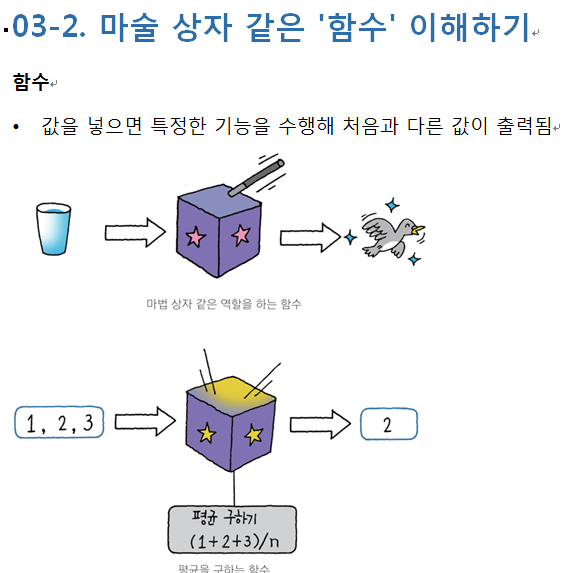 03-2. 마술 상자 같은 '함수' 이해하기
함수
• 값을 넣으면 특정한 기능을 수행해 처음과 다른 값이 출력됨
마법 상자 같은 역할을 하는 함수
1, 2, 3
2
평균 구하기
(1+2+3)/n
평균을 구하는 함수